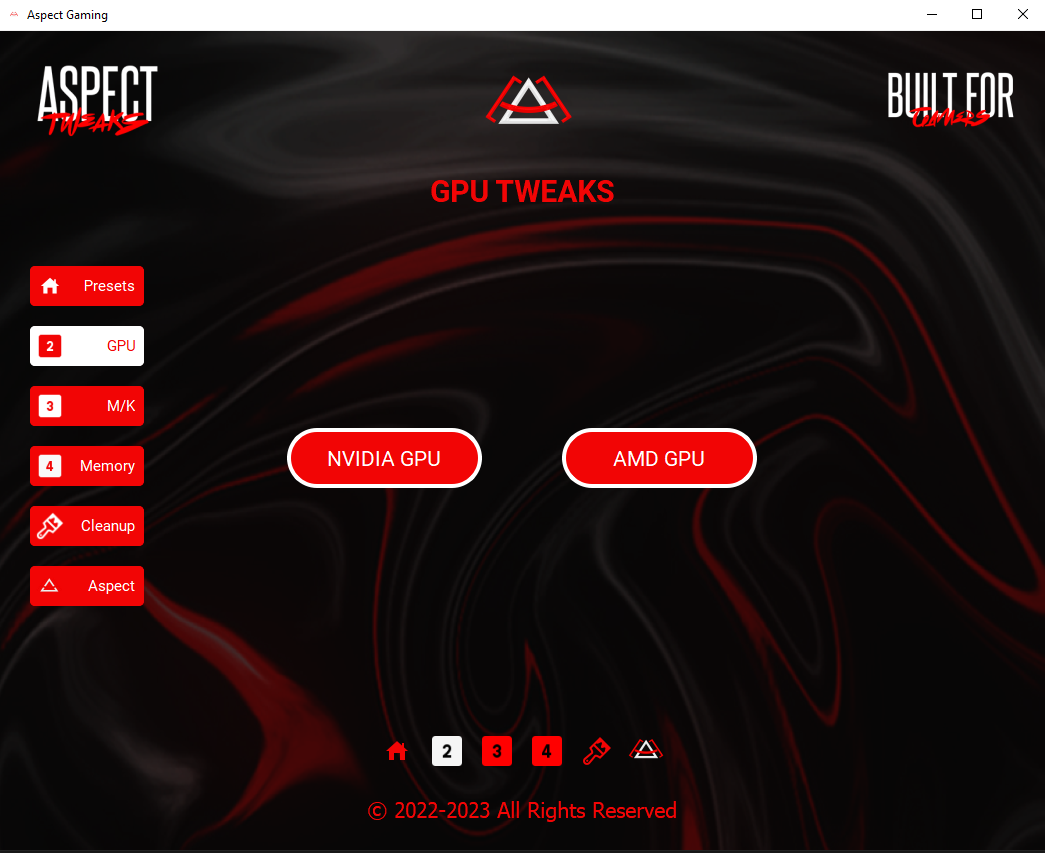 Aspect Gaming
ASPECT
TWEAKS
BUILT FOR
GAMERS
GPU TWEAKS
Presets
2 GPU
3 M/K
4 Memory
Cleanup
Aspect
NVIDIA GPU
AMD GPU
2 3 4
© 2022-2023 All Rights Reserved